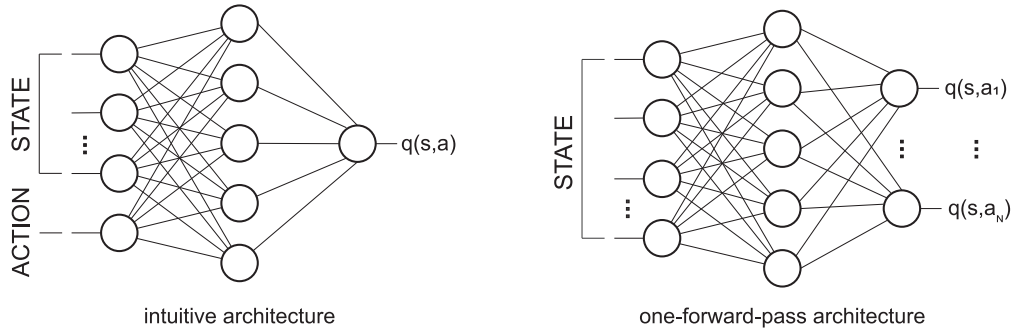 STATE
...
ACTION
q(s,a)
intuitive architecture
STATE
...
q(s,a₁)
... ...
q(s,a_N)
one-forward-pass architecture